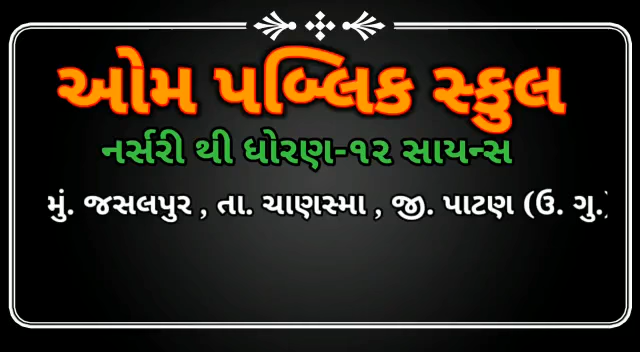 ઓમ પબ્લિક સ્કુલ
નર્સરી થી ધોરણ-૧૨ સાયન્સ
મું. જસલપુર , તા. ચાણસ્મા , જી. પાટણ (ઉ. ગુ.)